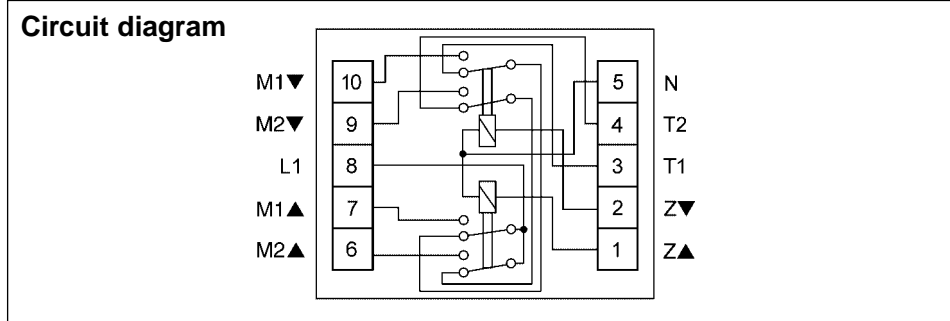 Circuit diagram
M1▼ 10 5 N
M2▼ 9 4 T2
L1 8 3 T1
M1▲ 7 2 Z▼
M2▲ 6 1 Z▲